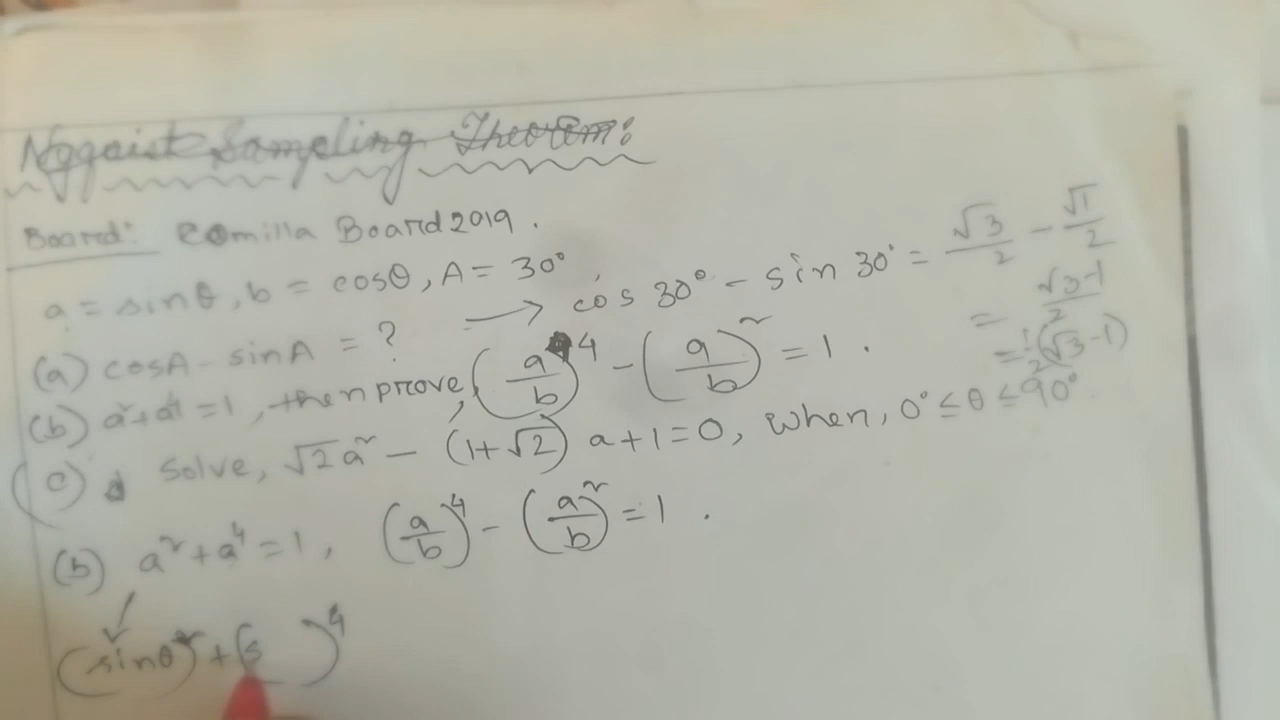 Nyquist Sampling Theorem:
Board: Comilla Board 2019.
a = sinθ, b = cosθ, A = 30°,
(a) cosA - sinA = ? → cos 30° - sin 30° = √3/2 - √1/2
= √3-1/2
= 1/2(√3-1)
(b) a² + a⁴ = 1, then prove, (a/b)⁴ - (a/b)² = 1.
(c) Solve, √2a² - (1+√2) a+1=0, when, 0° ≤ θ ≤ 90°.
(b) a² + a⁴ = 1, (a/b)⁴ - (a/b)² = 1.
(sinθ)² + (s )⁴